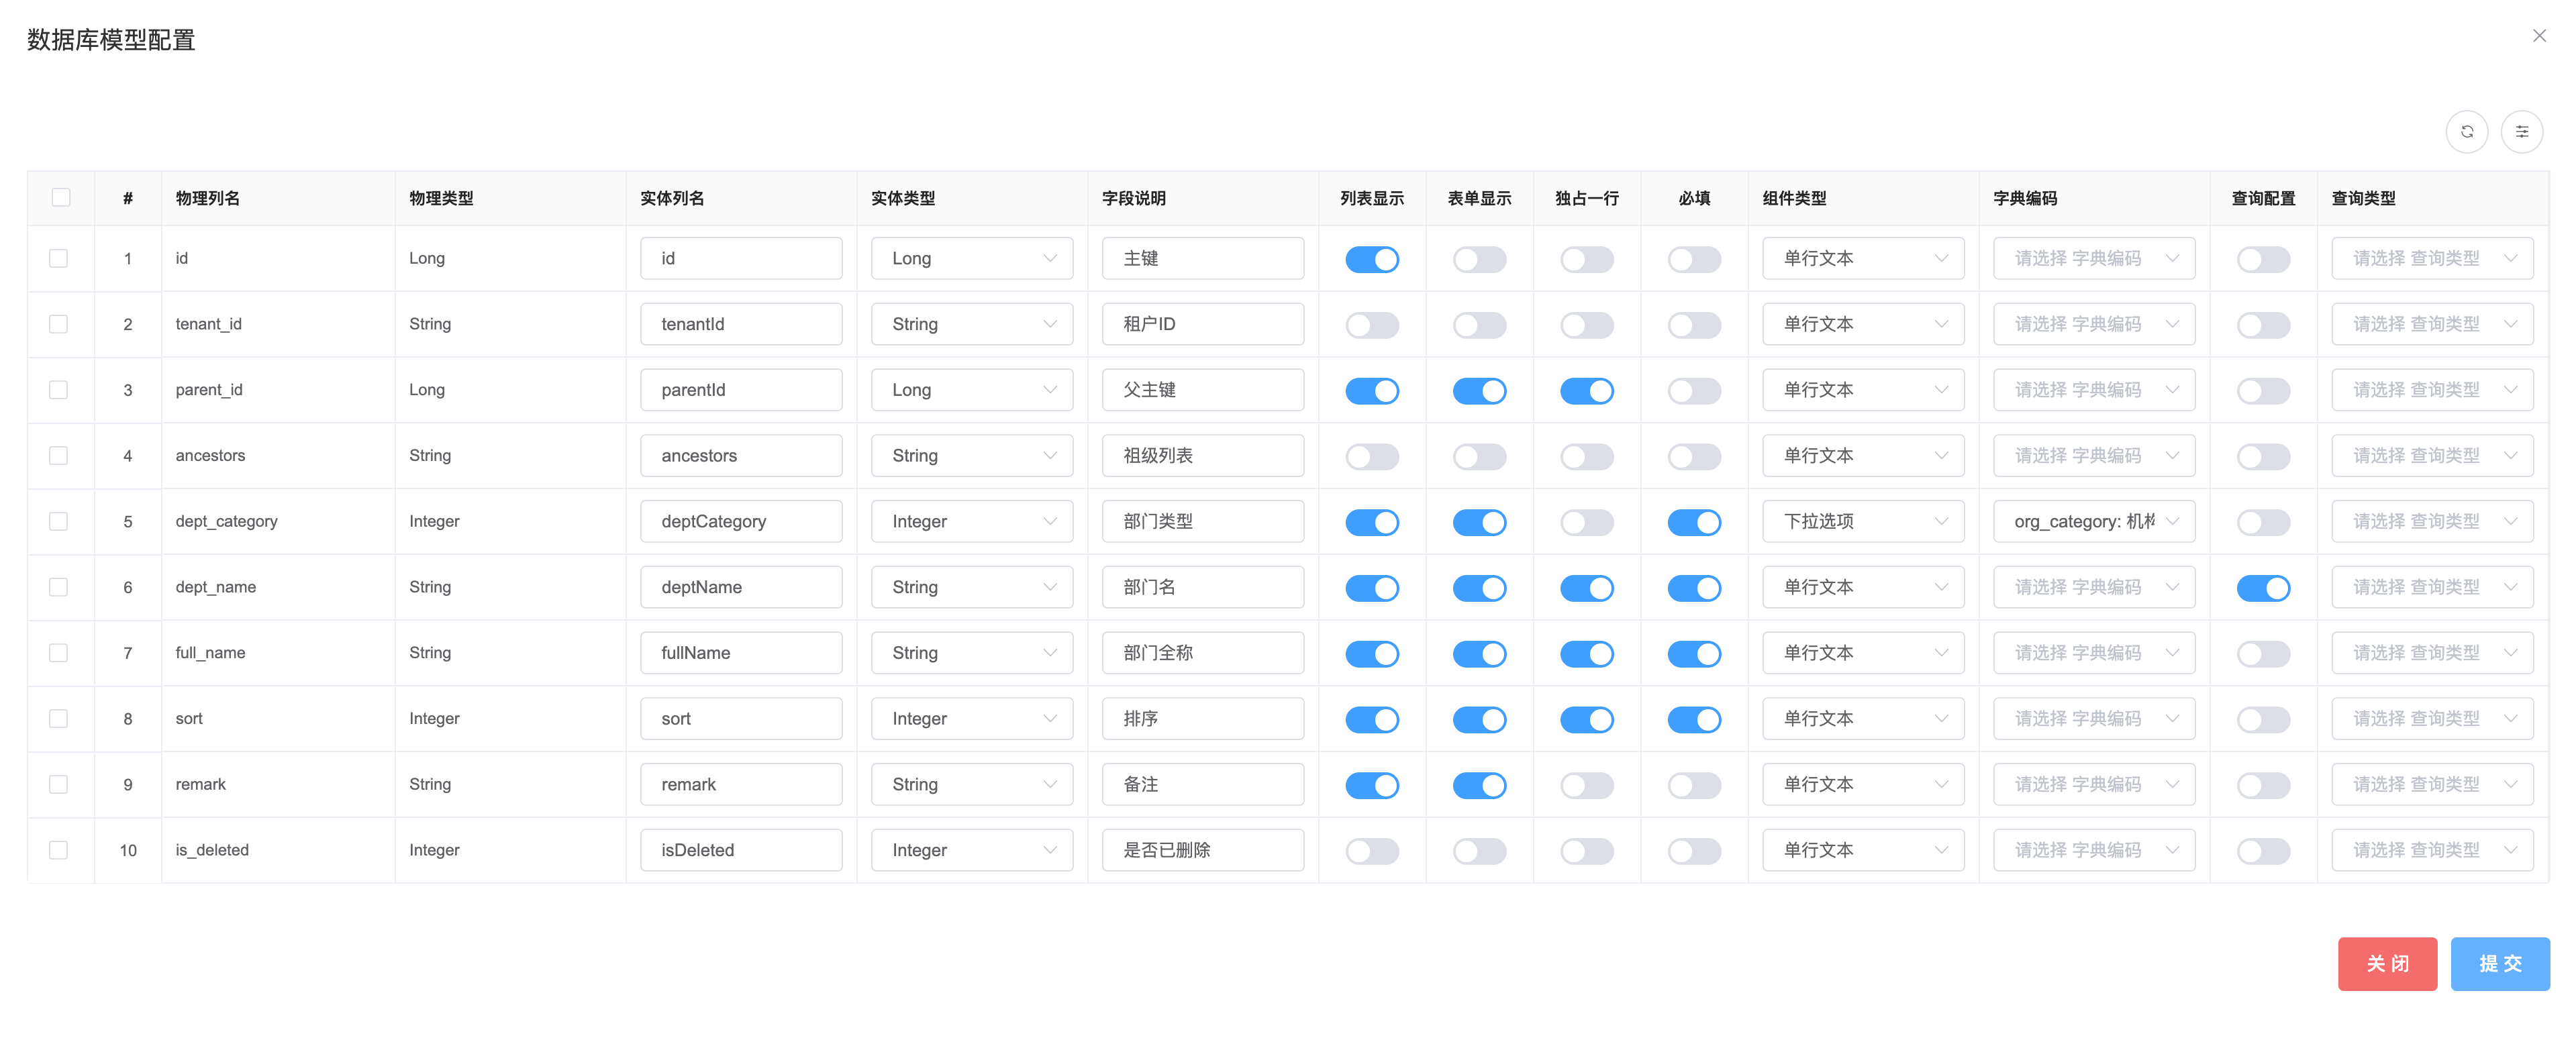 数据库模型配置
# 物理列名 物理类型 实体列名 实体类型 字段说明 列表显示 表单显示 独占一行 必填 组件类型 字典编码 查询配置 查询类型
1 id Long id Long 主键 单行文本 请选择 字典编码 请选择 查询类型
2 tenant_id String tenantId String 租户ID 单行文本 请选择 字典编码 请选择 查询类型
3 parent_id Long parentId Long 父主键 单行文本 请选择 字典编码 请选择 查询类型
4 ancestors String ancestors String 祖级列表 单行文本 请选择 字典编码 请选择 查询类型
5 dept_category Integer deptCategory Integer 部门类型 下拉选项 org_category: 机构 请选择 查询类型
6 dept_name String deptName String 部门名 单行文本 请选择 字典编码 请选择 查询类型
7 full_name String fullName String 部门全称 单行文本 请选择 字典编码 请选择 查询类型
8 sort Integer sort Integer 排序 单行文本 请选择 字典编码 请选择 查询类型
9 remark String remark String 备注 单行文本 请选择 字典编码 请选择 查询类型
10 is_deleted Integer isDeleted Integer 是否已删除 单行文本 请选择 字典编码 请选择 查询类型
关 闭 提 交